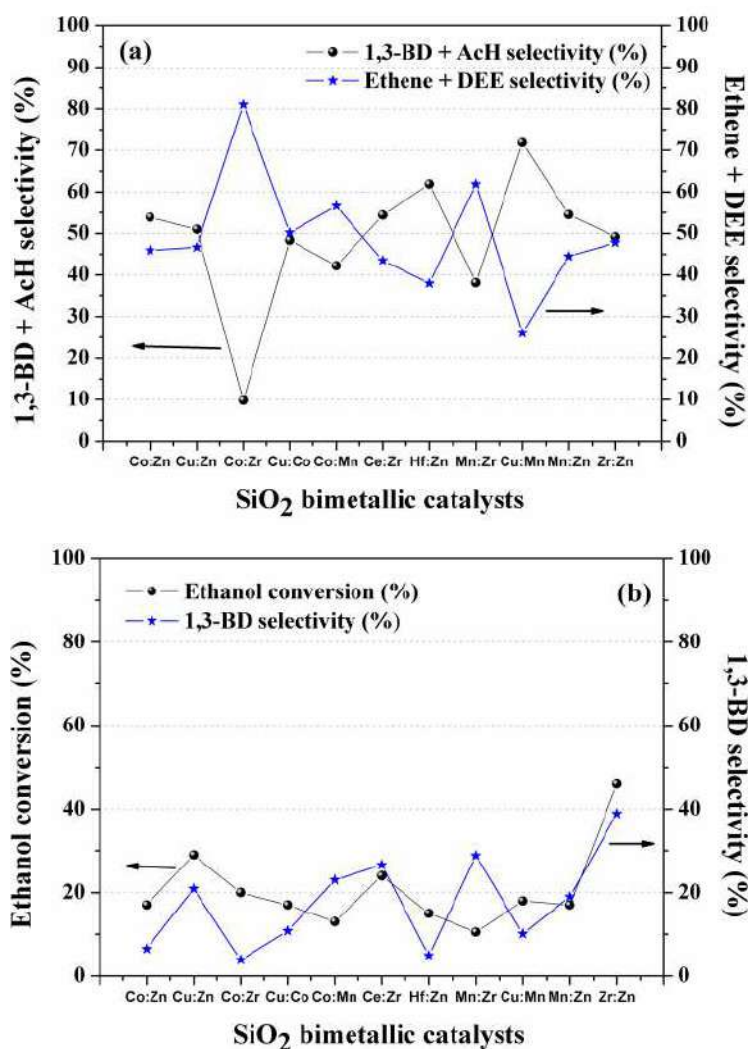 (a)
1,3-BD + AcH selectivity (%)
Ethene + DEE selectivity (%)
100
90
80
70
60
50
40
30
20
10
0
100
90
80
70
60
50
40
30
20
10
0
1,3-BD + AcH selectivity (%)
Ethene + DEE selectivity (%)
Co:Zn Cu:Zn Co:Zr Cu:Co Co:Mn Ce:Zr Hf:Zn Mn:Zr Cu:Mn Mn:Zn Zr:Zn
SiO2 bimetallic catalysts
(b)
Ethanol conversion (%)
1,3-BD selectivity (%)
100
80
60
40
20
0
100
80
60
40
20
0
Ethanol conversion (%)
1,3-BD selectivity (%)
Co:Zn Cu:Zn Co:Zr Cu:Co Co:Mn Ce:Zr Hf:Zn Mn:Zr Cu:Mn Mn:Zn Zr:Zn
SiO2 bimetallic catalysts